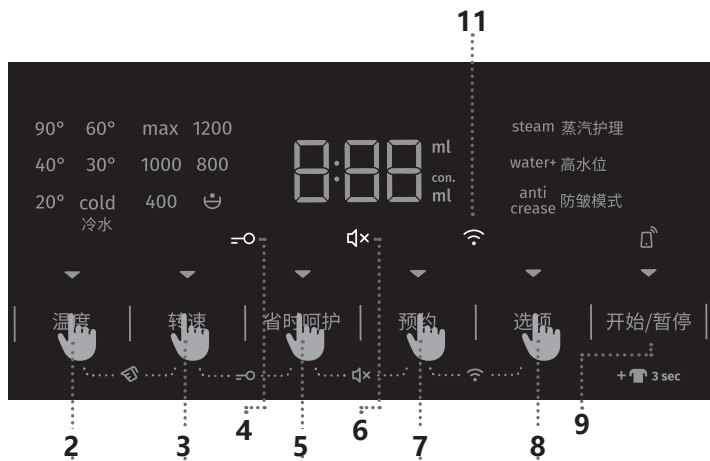 11
90° 60° max 1200
40° 30° 1000 800
20° cold 400
冷水
8:88
ml
con.
ml
steam 蒸汽护理
water+ 高水位
anti
crease 防皱模式
温度 转速 省时呵护 预约 选项 开始/暂停
+ 3 sec
2 3 4 5 6 7 8 9